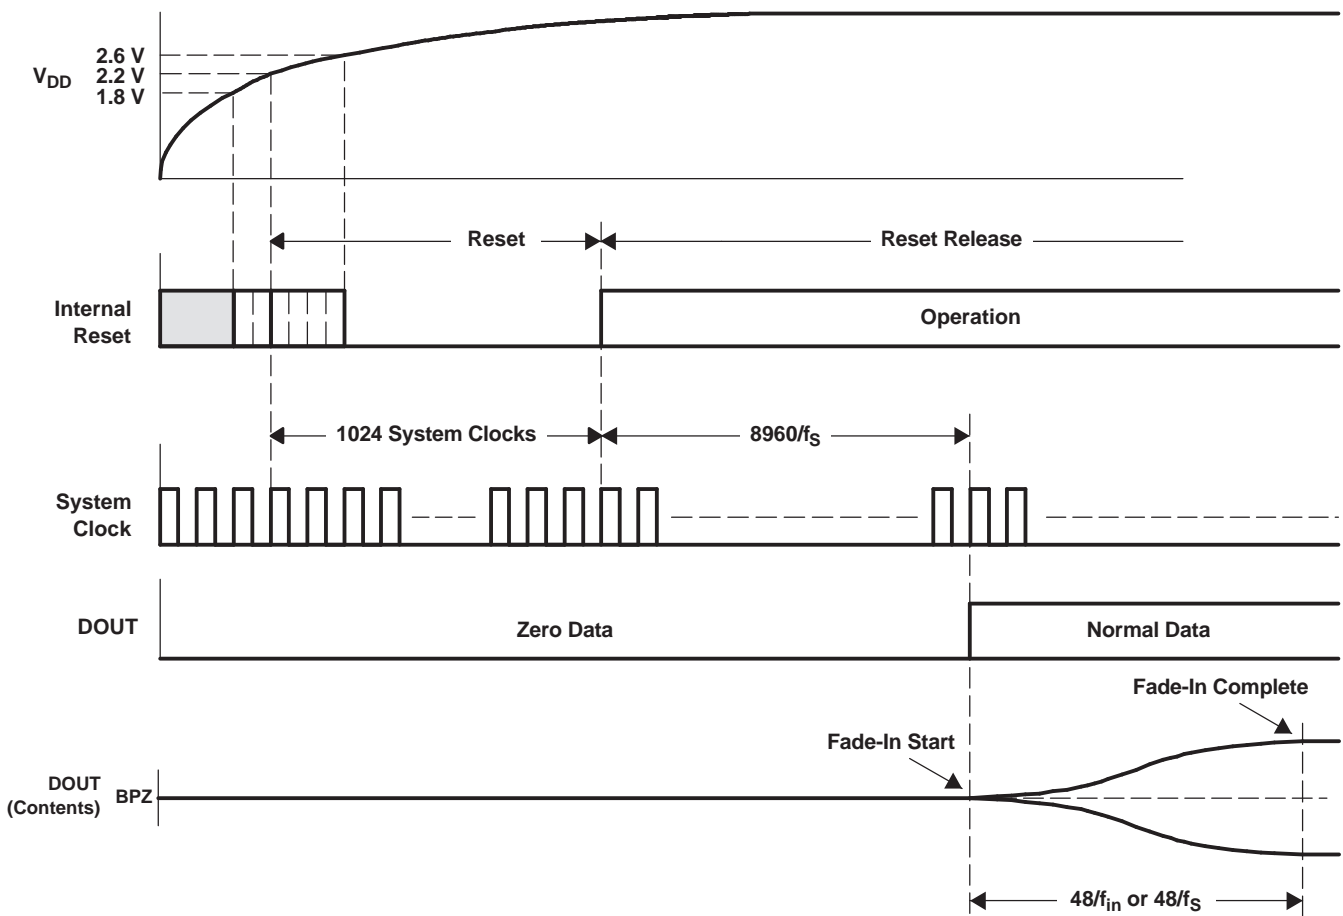 2.6 V
V_DD 2.2 V
1.8 V
Reset
Reset Release
Internal
Reset
Operation
1024 System Clocks
8960/f_S
System
Clock
DOUT
Zero Data
Normal Data
Fade-In Complete
Fade-In Start
DOUT
(Contents)
BPZ
48/f_in or 48/f_S